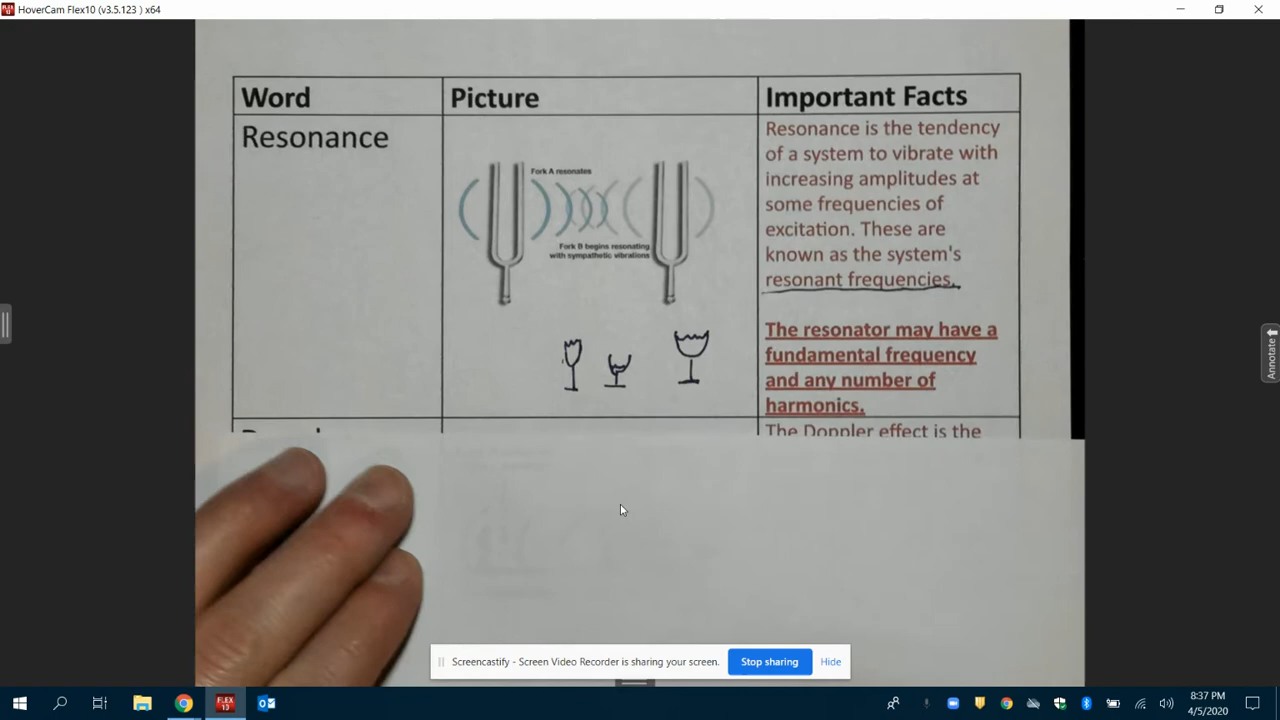 HoverCam Flex10 (v3.5.123 ) x64
Word
Picture
Important Facts
Resonance
Fork A resonates
Fork B begins resonating
with sympathetic vibrations
Resonance is the tendency
of a system to vibrate with
increasing amplitudes at
some frequencies of
excitation. These are
known as the system's
resonant frequencies.
The resonator may have a
fundamental frequency
and any number of
harmonics.
The Doppler effect is the
Annotate
Screencastify - Screen Video Recorder is sharing your screen.
Stop sharing
Hide
FLEX
8:37 PM
4/5/2020